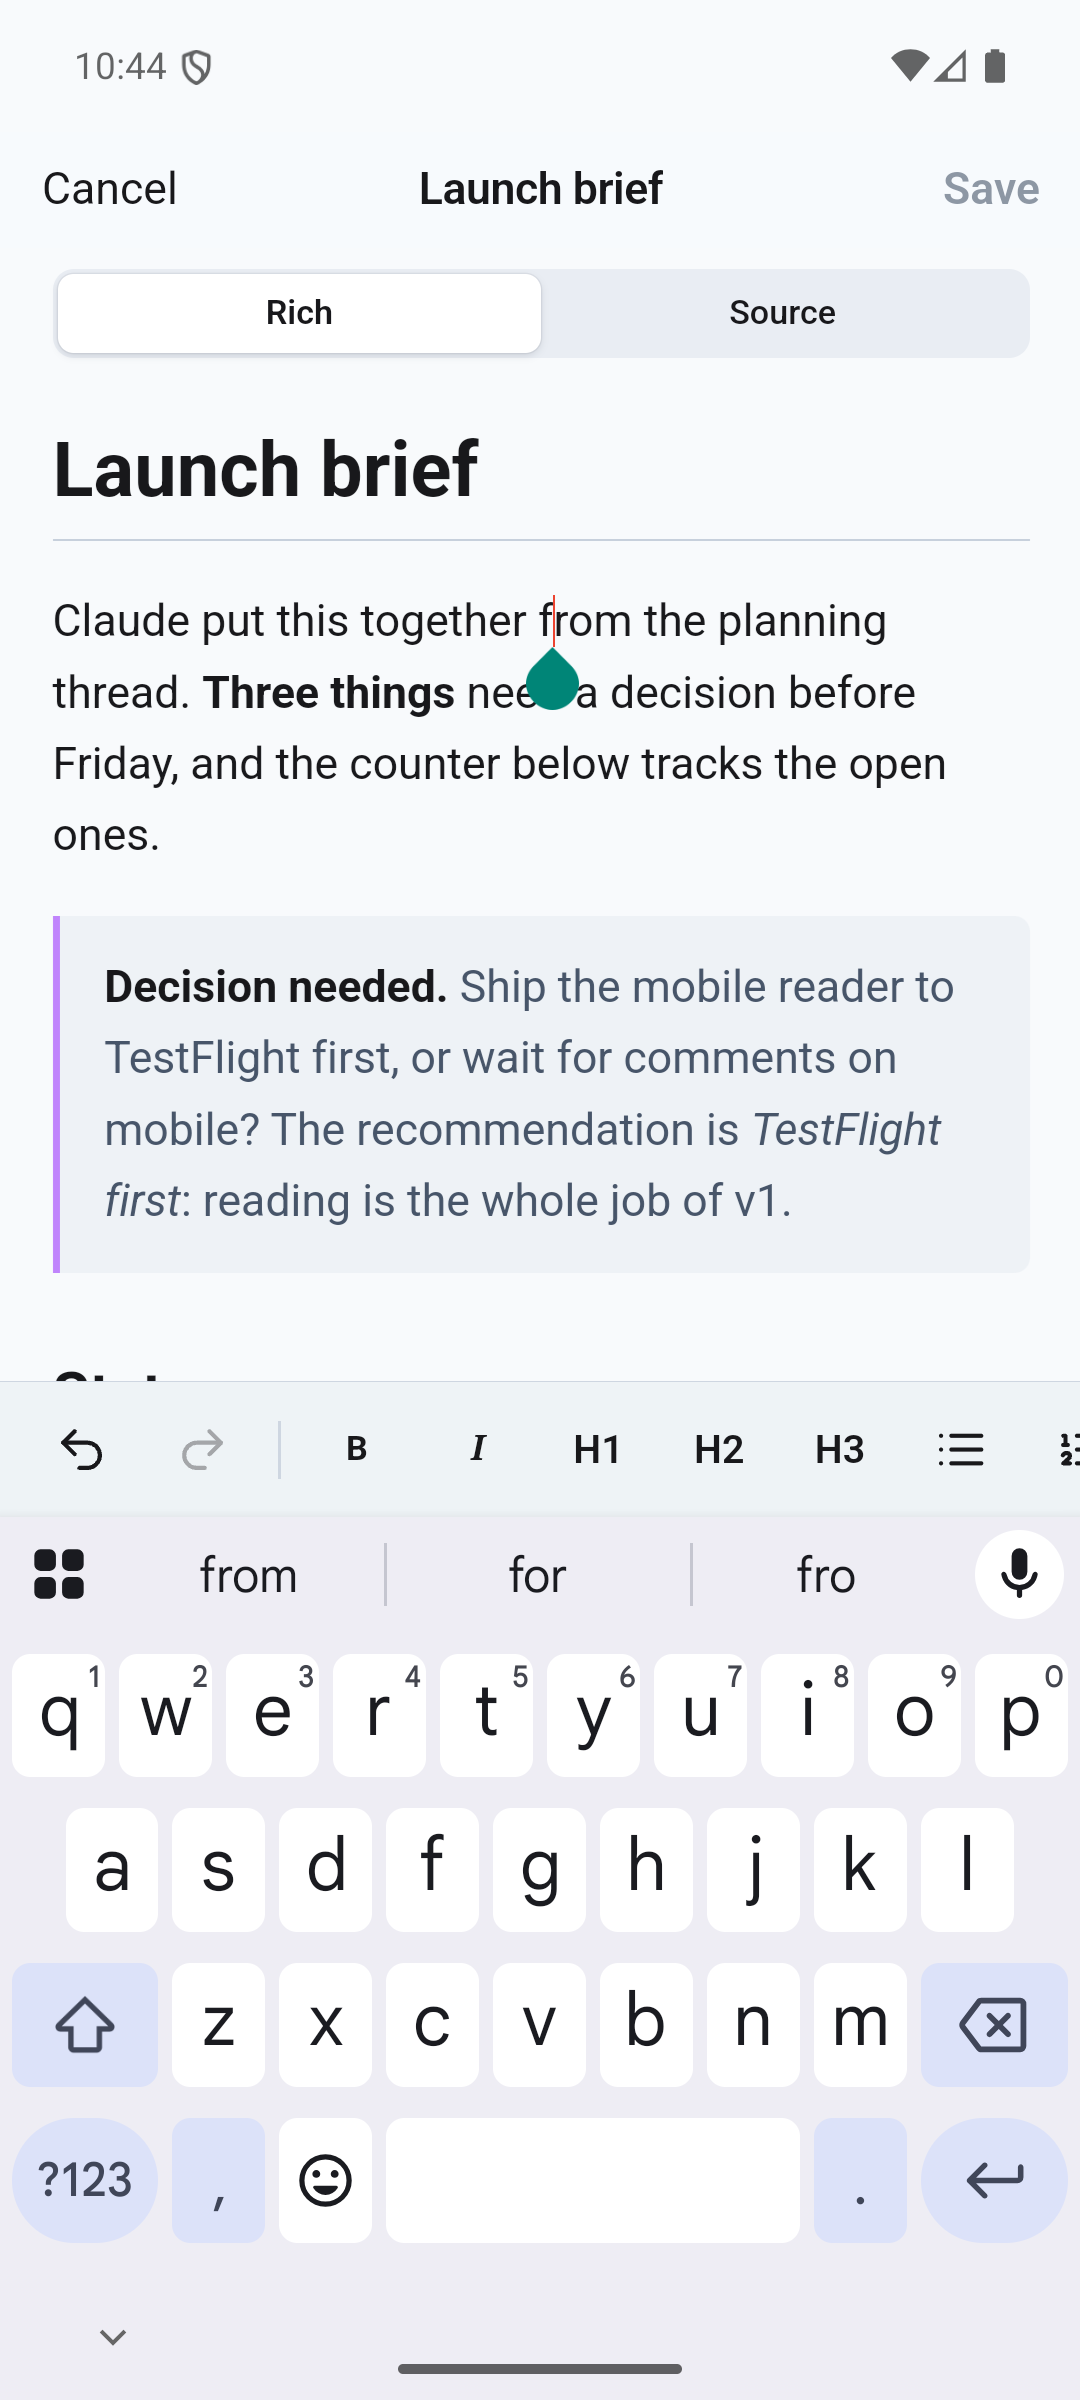 10:44
Cancel Launch brief Save
Rich Source
Launch brief
Claude put this together from the planning
thread. Three things a decision before
Friday, and the counter below tracks the open
ones.
Decision needed. Ship the mobile reader to
TestFlight first, or wait for comments on
mobile? The recommendation is TestFlight
first: reading is the whole job of v1.
B I H1 H2 H3
from for fro
q1 w2 e3 r4 t5 y6 u7 i8 o9 p0
a s d f g h j k l
z x c v b n m
?123 , .